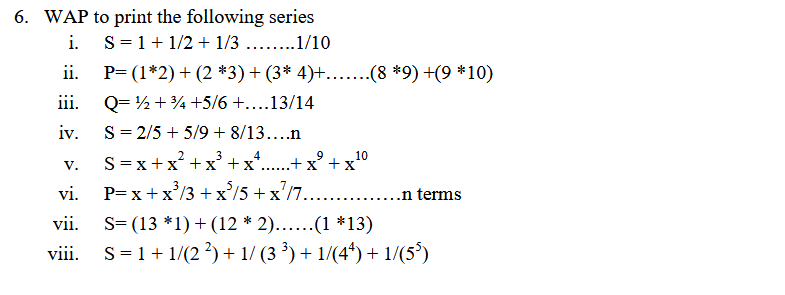 6. WAP to print the following series
i. S = 1 + 1/2 + 1/3 ........1/10
ii. P= (1*2) + (2 *3) + (3* 4)+.......(8 *9) +(9 *10)
iii. Q= ½ + ¾ +5/6 +....13/14
iv. S = 2/5 + 5/9 + 8/13....n
v. S = x + x² + x³ + x⁴......+ x⁹ + x¹⁰
vi. P= x + x³/3 + x⁵/5 + x⁷/7...............n terms
vii. S= (13 *1) + (12 * 2)......(1 *13)
viii. S = 1 + 1/(2 ²) + 1/ (3 ³) + 1/(4⁴) + 1/(5⁵)